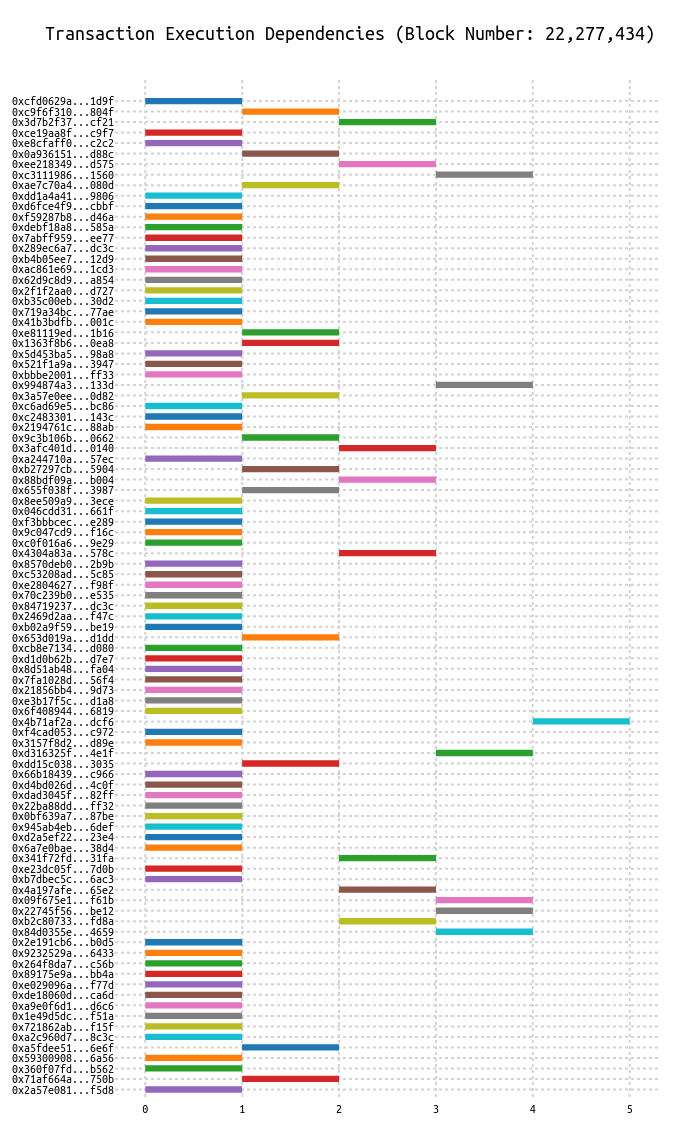 Transaction Execution Dependencies (Block Number: 22,277,434)
0xcfd0629a...1d9f
0xc9f6f310...804f
0x3d7b2f37...cf21
0xce19aa8f...c9f7
0xe8cfaff0...c2c2
0x0a936151...d88c
0xee218349...d575
0xc3111986...1560
0xae7c70a4...080d
0xdd1a4a41...9806
0xd6fce4f9...cbbf
0xf59287b8...d46a
0xdebf18a8...585a
0x7abff959...ee77
0x289ec6a7...dc3c
0xb4b05ee7...12d9
0xac861e69...1cd3
0x62d9c8d9...a854
0x2f1f2aa0...d727
0xb35c00eb...30d2
0x719a34bc...77ae
0x41b3bdfb...001c
0xe81119ed...1b16
0x1363f8b6...0ea8
0x5d453ba5...98a8
0x521f1a9a...3947
0xbbbe2001...ff33
0x994874a3...133d
0x3a57e0ee...0d82
0xc6ad69e5...bc86
0xc2483301...143c
0x2194761c...88ab
0x9c3b106b...0662
0x3afc401d...0140
0xa244710a...57ec
0xb27297cb...5904
0x88bdf09a...b004
0x655f038f...3987
0x8ee509a9...3ece
0x046cdd31...661f
0xf3bbbcec...e289
0x9c047cd9...f16c
0xc0f016a6...9e29
0x4304a83a...578c
0x8570deb0...2b9b
0xc53208ad...5c85
0xe2804627...f98f
0x70c239b0...e535
0x84719237...dc3c
0x2469d2aa...f47c
0xb02a9f59...be19
0x653d019a...d1dd
0xcb8e7134...d080
0xd1d0b62b...d7e7
0x8d51ab48...fa04
0x7fa1028d...56f4
0x21856bb4...9d73
0xe3b17f5c...d1a8
0x6f408944...6819
0x4b71af2a...dcf6
0xf4cad053...c972
0x3157f8d2...d89e
0xd316325f...4e1f
0xdd15c038...3035
0x66b18439...c966
0xd4bd026d...4c0f
0xdad3045f...82ff
0x22ba88dd...ff32
0x0bf639a7...87be
0x945ab4eb...6def
0xd2a5ef22...23e4
0x6a7e0bae...38d4
0x341f72fd...31fa
0xe23dc05f...7d0b
0xb7dbec5c...6ac3
0x4a197afe...65e2
0x09f675e1...f61b
0x22745f56...be12
0xb2c80733...fd8a
0x84d0355e...4659
0x2e191cb6...b0d5
0x9232529a...6433
0x264f8da7...c56b
0x89175e9a...bb4a
0xe029096a...f77d
0xde18060d...ca6d
0xa9e0f6d1...d6c6
0x1e49d5dc...f51a
0x721862ab...f15f
0xa2c960d7...8c3c
0xa5fdee51...6e6f
0x59300908...6a56
0x360f07fd...b562
0x71af664a...750b
0x2a57e081...f5d8
0 1 2 3 4 5